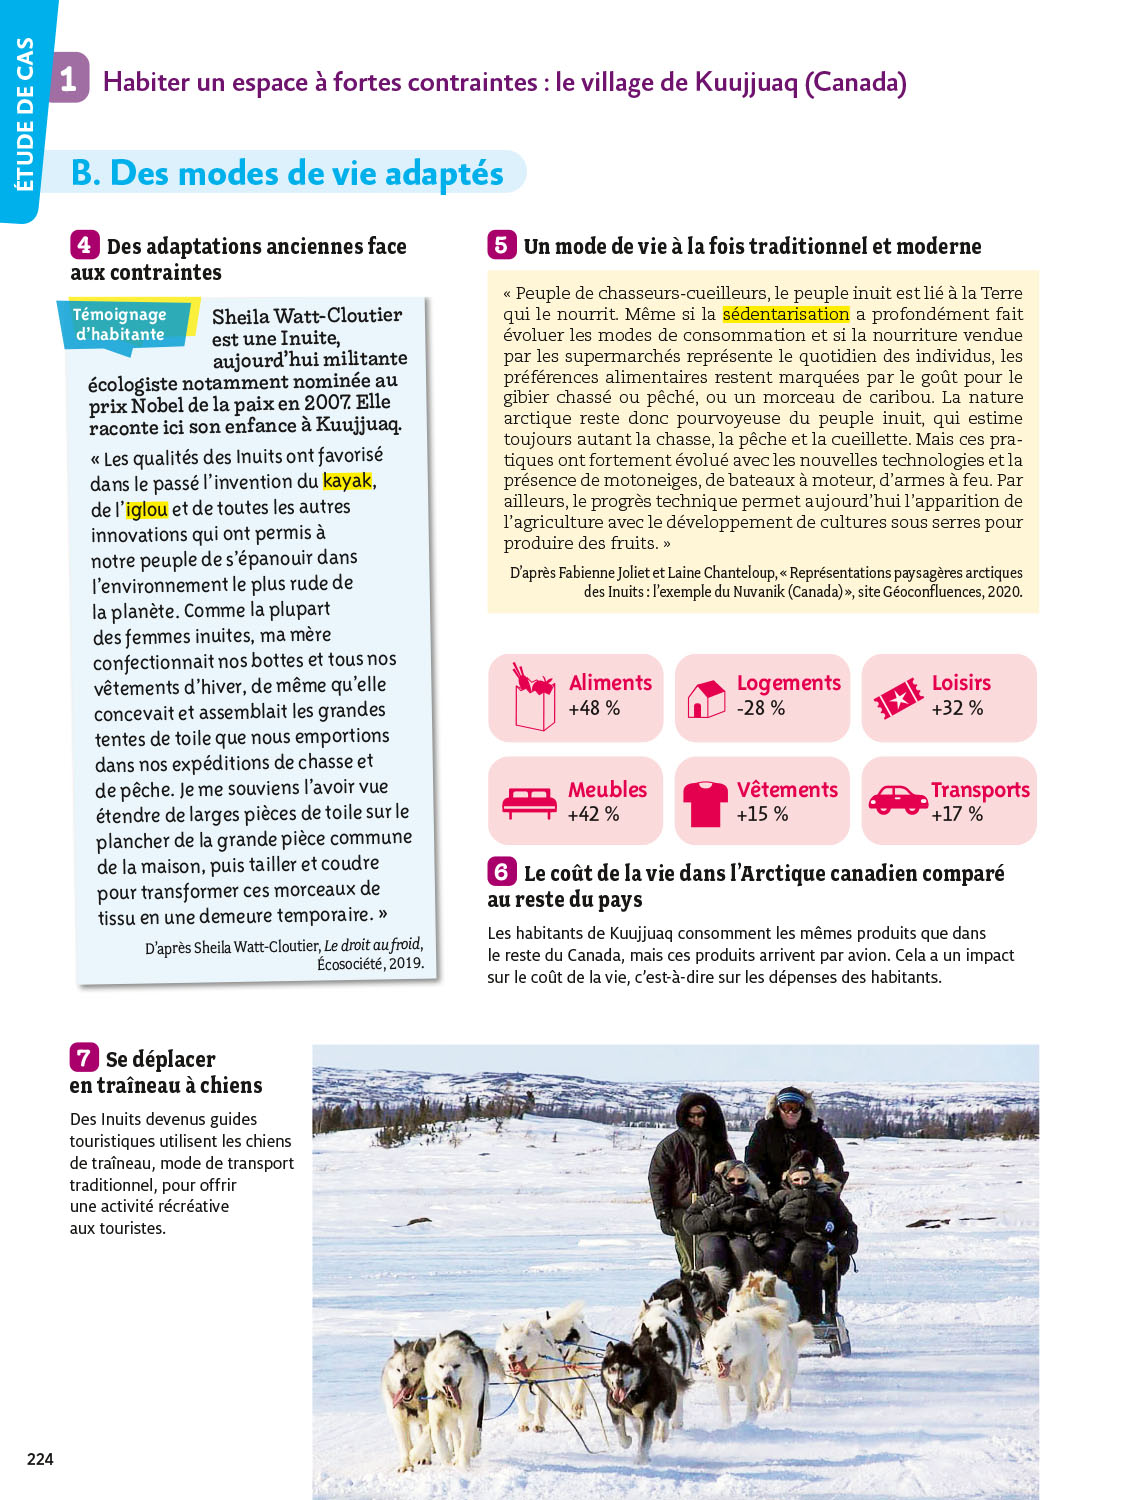 ÉTUDE DE CAS
1 Habiter un espace à fortes contraintes : le village de Kuujjuaq (Canada)
B. Des modes de vie adaptés
4 Des adaptations anciennes face
aux contraintes
Témoignage
d’habitante
Sheila Watt-Cloutier
est une Inuite,
aujourd’hui militante
écologiste notamment nominée au
prix Nobel de la paix en 2007. Elle
raconte ici son enfance à Kuujjuaq.
« Les qualités des Inuits ont favorisé
dans le passé l’invention du kayak,
de l’iglou et de toutes les autres
innovations qui ont permis à
notre peuple de s’épanouir dans
l’environnement le plus rude de
la planète. Comme la plupart
des femmes inuites, ma mère
confectionnait nos bottes et tous nos
vêtements d’hiver, de même qu’elle
concevait et assemblait les grandes
tentes de toile que nous emportions
dans nos expéditions de chasse et
de pêche. Je me souviens l’avoir vue
étendre de larges pièces de toile sur le
plancher de la grande pièce commune
de la maison, puis tailler et coudre
pour transformer ces morceaux de
tissu en une demeure temporaire. »
D’après Sheila Watt-Cloutier, Le droit au froid,
Écosociété, 2019.
5 Un mode de vie à la fois traditionnel et moderne
« Peuple de chasseurs-cueilleurs, le peuple inuit est lié à la Terre
qui le nourrit. Même si la sédentarisation a profondément fait
évoluer les modes de consommation et si la nourriture vendue
par les supermarchés représente le quotidien des individus, les
préférences alimentaires restent marquées par le goût pour le
gibier chassé ou pêché, ou un morceau de caribou. La nature
arctique reste donc pourvoyeuse du peuple inuit, qui estime
toujours autant la chasse, la pêche et la cueillette. Mais ces pra-
tiques ont fortement évolué avec les nouvelles technologies et la
présence de motoneiges, de bateaux à moteur, d’armes à feu. Par
ailleurs, le progrès technique permet aujourd’hui l’apparition de
l’agriculture avec le développement de cultures sous serres pour
produire des fruits. »
D’après Fabienne Joliet et Laine Chanteloup, « Représentations paysagères arctiques
des Inuits : l’exemple du Nuvanik (Canada) », site Géoconfluences, 2020.
Aliments
+48 %
Logements
-28 %
Loisirs
+32 %
Meubles
+42 %
Vêtements
+15 %
Transports
+17 %
6 Le coût de la vie dans l’Arctique canadien comparé
au reste du pays
Les habitants de Kuujjuaq consomment les mêmes produits que dans
le reste du Canada, mais ces produits arrivent par avion. Cela a un impact
sur le coût de la vie, c’est-à-dire sur les dépenses des habitants.
7 Se déplacer
en traîneau à chiens
Des Inuits devenus guides
touristiques utilisent les chiens
de traîneau, mode de transport
traditionnel, pour offrir
une activité récréative
aux touristes.
224